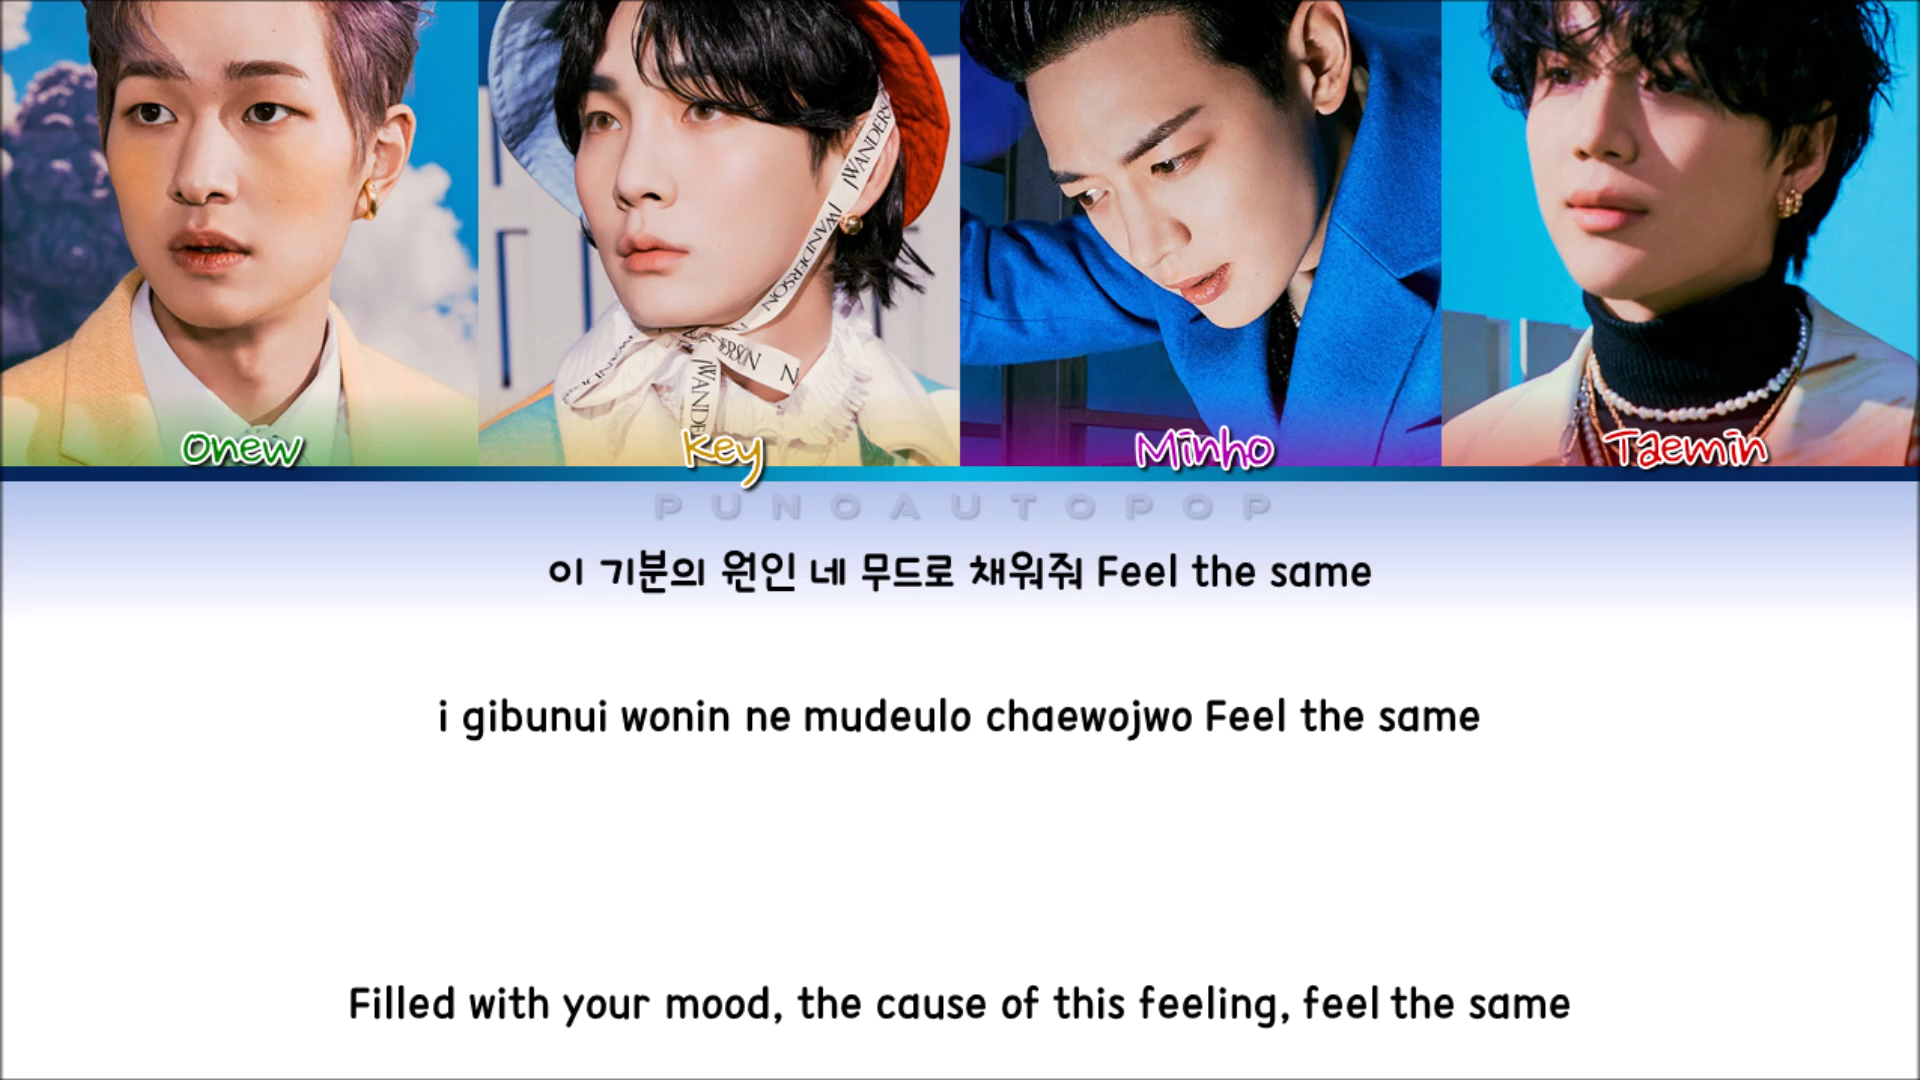 JWANDERS
JWANDERSON
Onew
Key
Minho
Taemin
PUNOAUTOPOP
이 기분의 원인 네 무드로 채워줘 Feel the same
i gibunui wonin ne mudeulo chaewojwo Feel the same
Filled with your mood, the cause of this feeling, feel the same